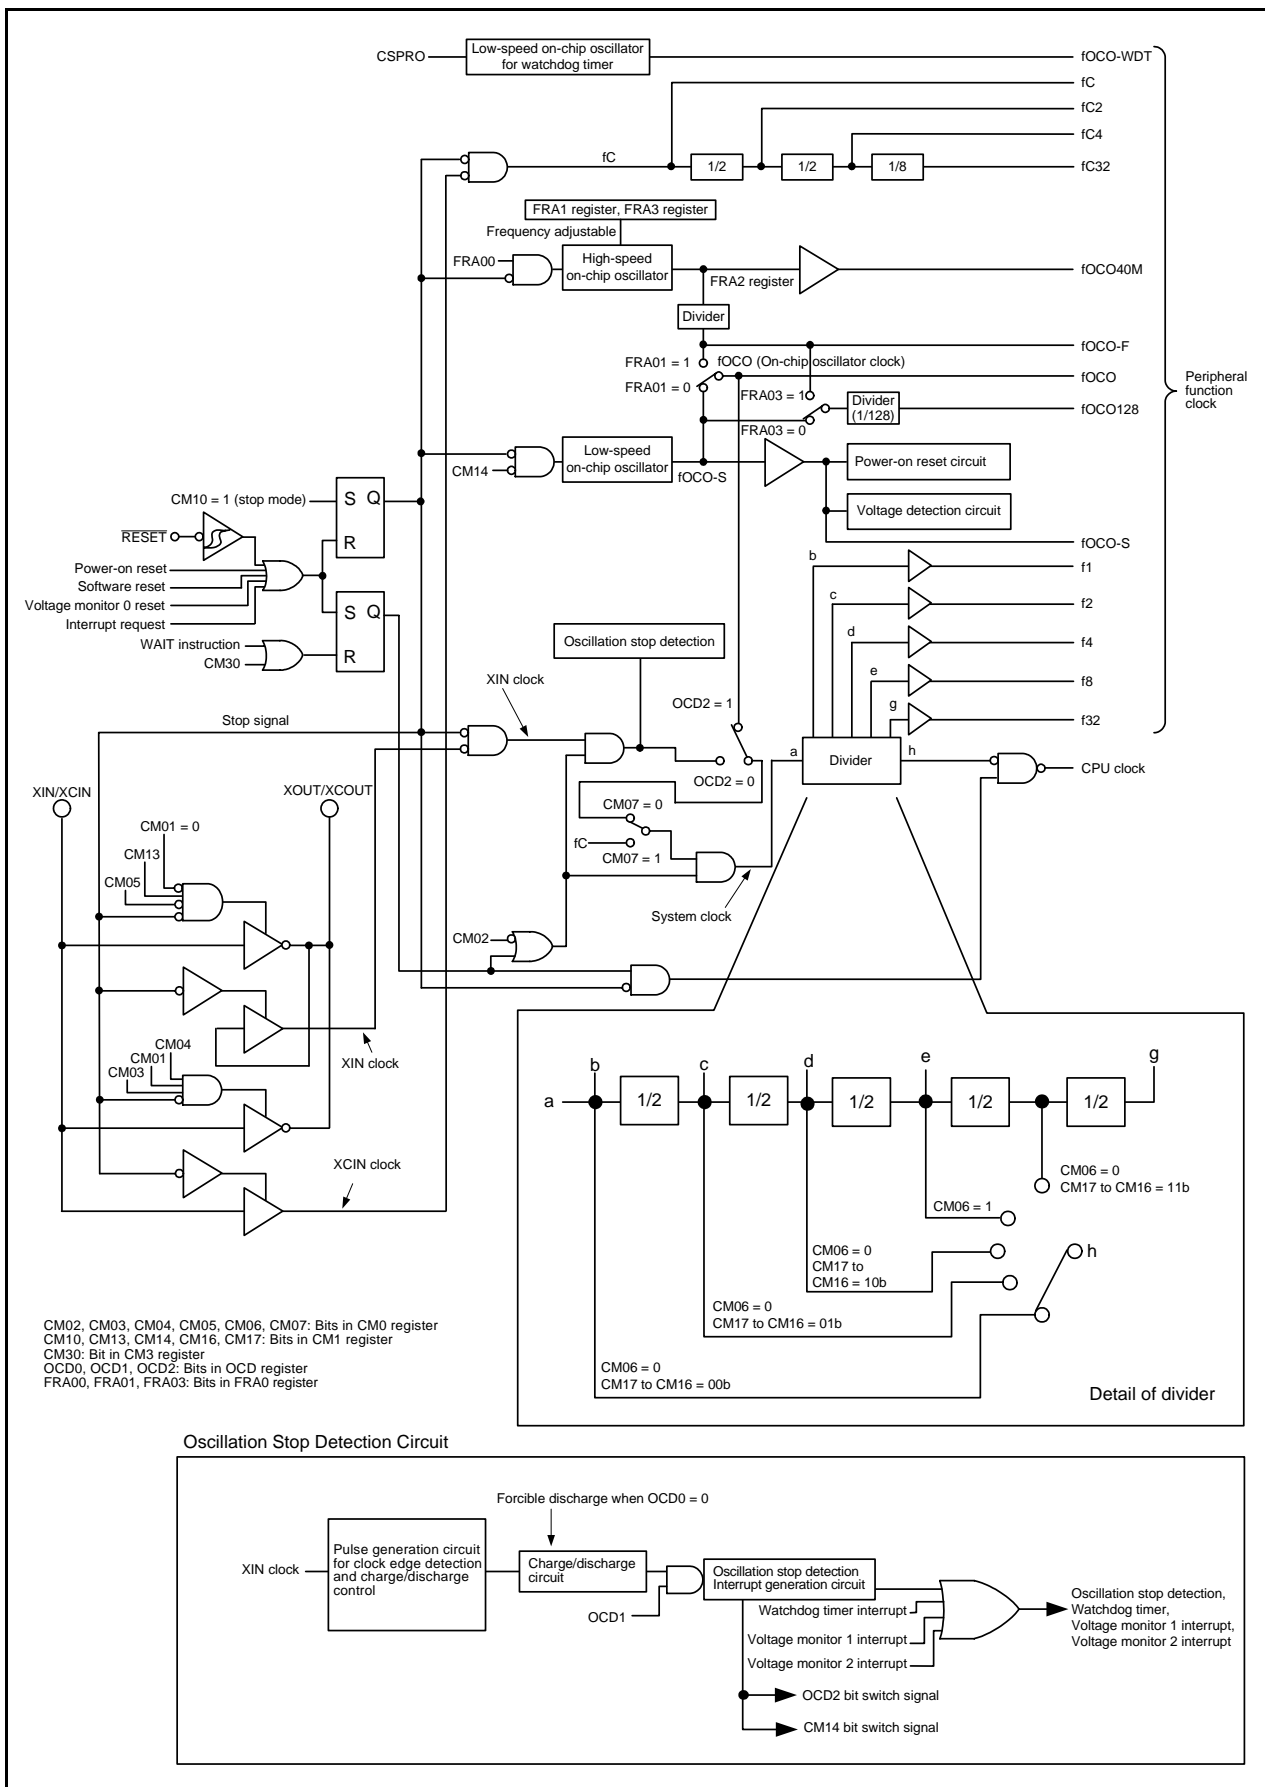 CSPRO
Low-speed on-chip oscillator
for watchdog timer
fOCO-WDT
fC
fC2
fC4
fC
1/2
1/2
1/8
fC32
FRA1 register, FRA3 register
Frequency adjustable
FRA00
High-speed
on-chip oscillator
FRA2 register
fOCO40M
Divider
fOCO-F
FRA01 = 1
fOCO (On-chip oscillator clock)
FRA01 = 0
fOCO
FRA03 = 1
Divider
(1/128)
fOCO128
FRA03 = 0
Peripheral
function
clock
CM14
Low-speed
on-chip oscillator
fOCO-S
Power-on reset circuit
Voltage detection circuit
fOCO-S
CM10 = 1 (stop mode)
S Q
R
RESET
Power-on reset
Software reset
Voltage monitor 0 reset
Interrupt request
S Q
R
WAIT instruction
CM30
b
f1
c
f2
d
f4
e
f8
g
f32
Oscillation stop detection
XIN clock
Stop signal
OCD2 = 1
OCD2 = 0
a
Divider
h
CPU clock
XIN/XCIN
XOUT/XCOUT
CM07 = 0
fC
CM07 = 1
System clock
CM01 = 0
CM13
CM05
CM02
XIN clock
CM04
CM01
CM03
XCIN clock
a
b
1/2
c
1/2
d
1/2
e
1/2
1/2
g
CM06 = 0
CM17 to CM16 = 11b
CM06 = 1
CM06 = 0
CM17 to
CM16 = 10b
h
CM06 = 0
CM17 to CM16 = 01b
CM06 = 0
CM17 to CM16 = 00b
Detail of divider
CM02, CM03, CM04, CM05, CM06, CM07: Bits in CM0 register
CM10, CM13, CM14, CM16, CM17: Bits in CM1 register
CM30: Bit in CM3 register
OCD0, OCD1, OCD2: Bits in OCD register
FRA00, FRA01, FRA03: Bits in FRA0 register
Oscillation Stop Detection Circuit
Forcible discharge when OCD0 = 0
XIN clock
Pulse generation circuit
for clock edge detection
and charge/discharge
control
Charge/discharge
circuit
OCD1
Oscillation stop detection
Interrupt generation circuit
Watchdog timer interrupt
Voltage monitor 1 interrupt
Voltage monitor 2 interrupt
Oscillation stop detection,
Watchdog timer,
Voltage monitor 1 interrupt,
Voltage monitor 2 interrupt
OCD2 bit switch signal
CM14 bit switch signal